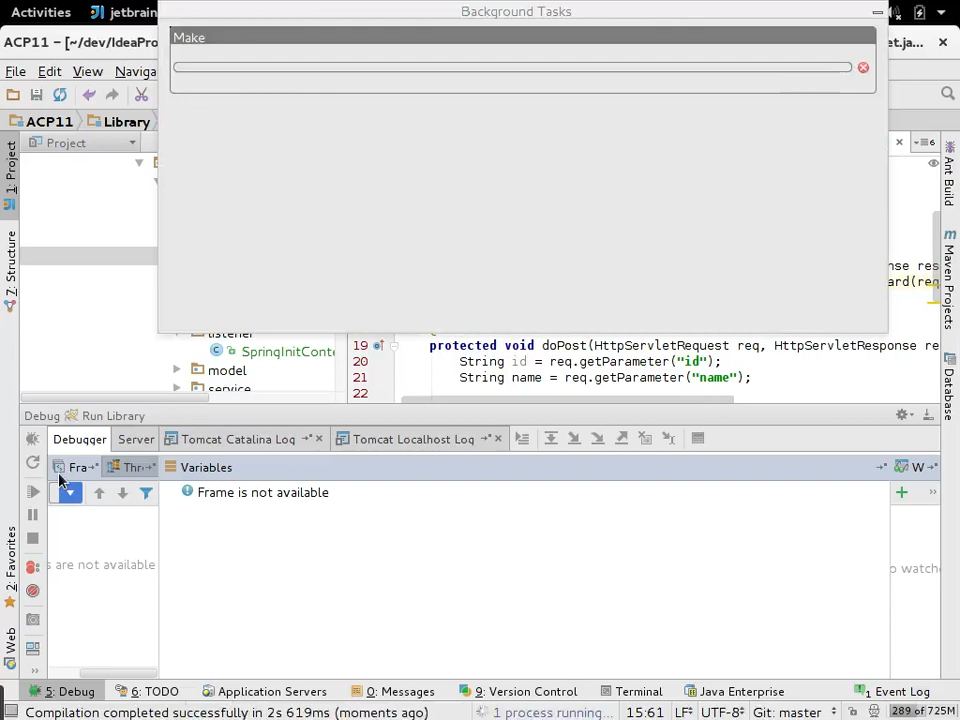 Activities
jetbrain
Background Tasks
ACP11 – [~/dev/IdeaPro
et.ja...
Make
File Edit View Naviga
ACP11 Library
Project
6
1: Project
Z: Structure
2: Favorites
Web
Ant Build
Maven Projects
Database
nse res
ard(req
listener
SpringInitConte
model
service
19 protected void doPost(HttpServletRequest req, HttpServletResponse re
20 String id = req.getParameter("id");
21 String name = req.getParameter("name");
22
Debug Run Library
Debugger Server Tomcat Catalina Log Tomcat Localhost Log
Fra Thr Variables W
Frame is not available
s are not available
o watche
5: Debug 6: TODO Application Servers 0: Messages 9: Version Control Terminal Java Enterprise 1 Event Log
Compilation completed successfully in 2s 619ms (moments ago) 1 process running... 15:61 LF UTF-8 Git: master 289 of 725M